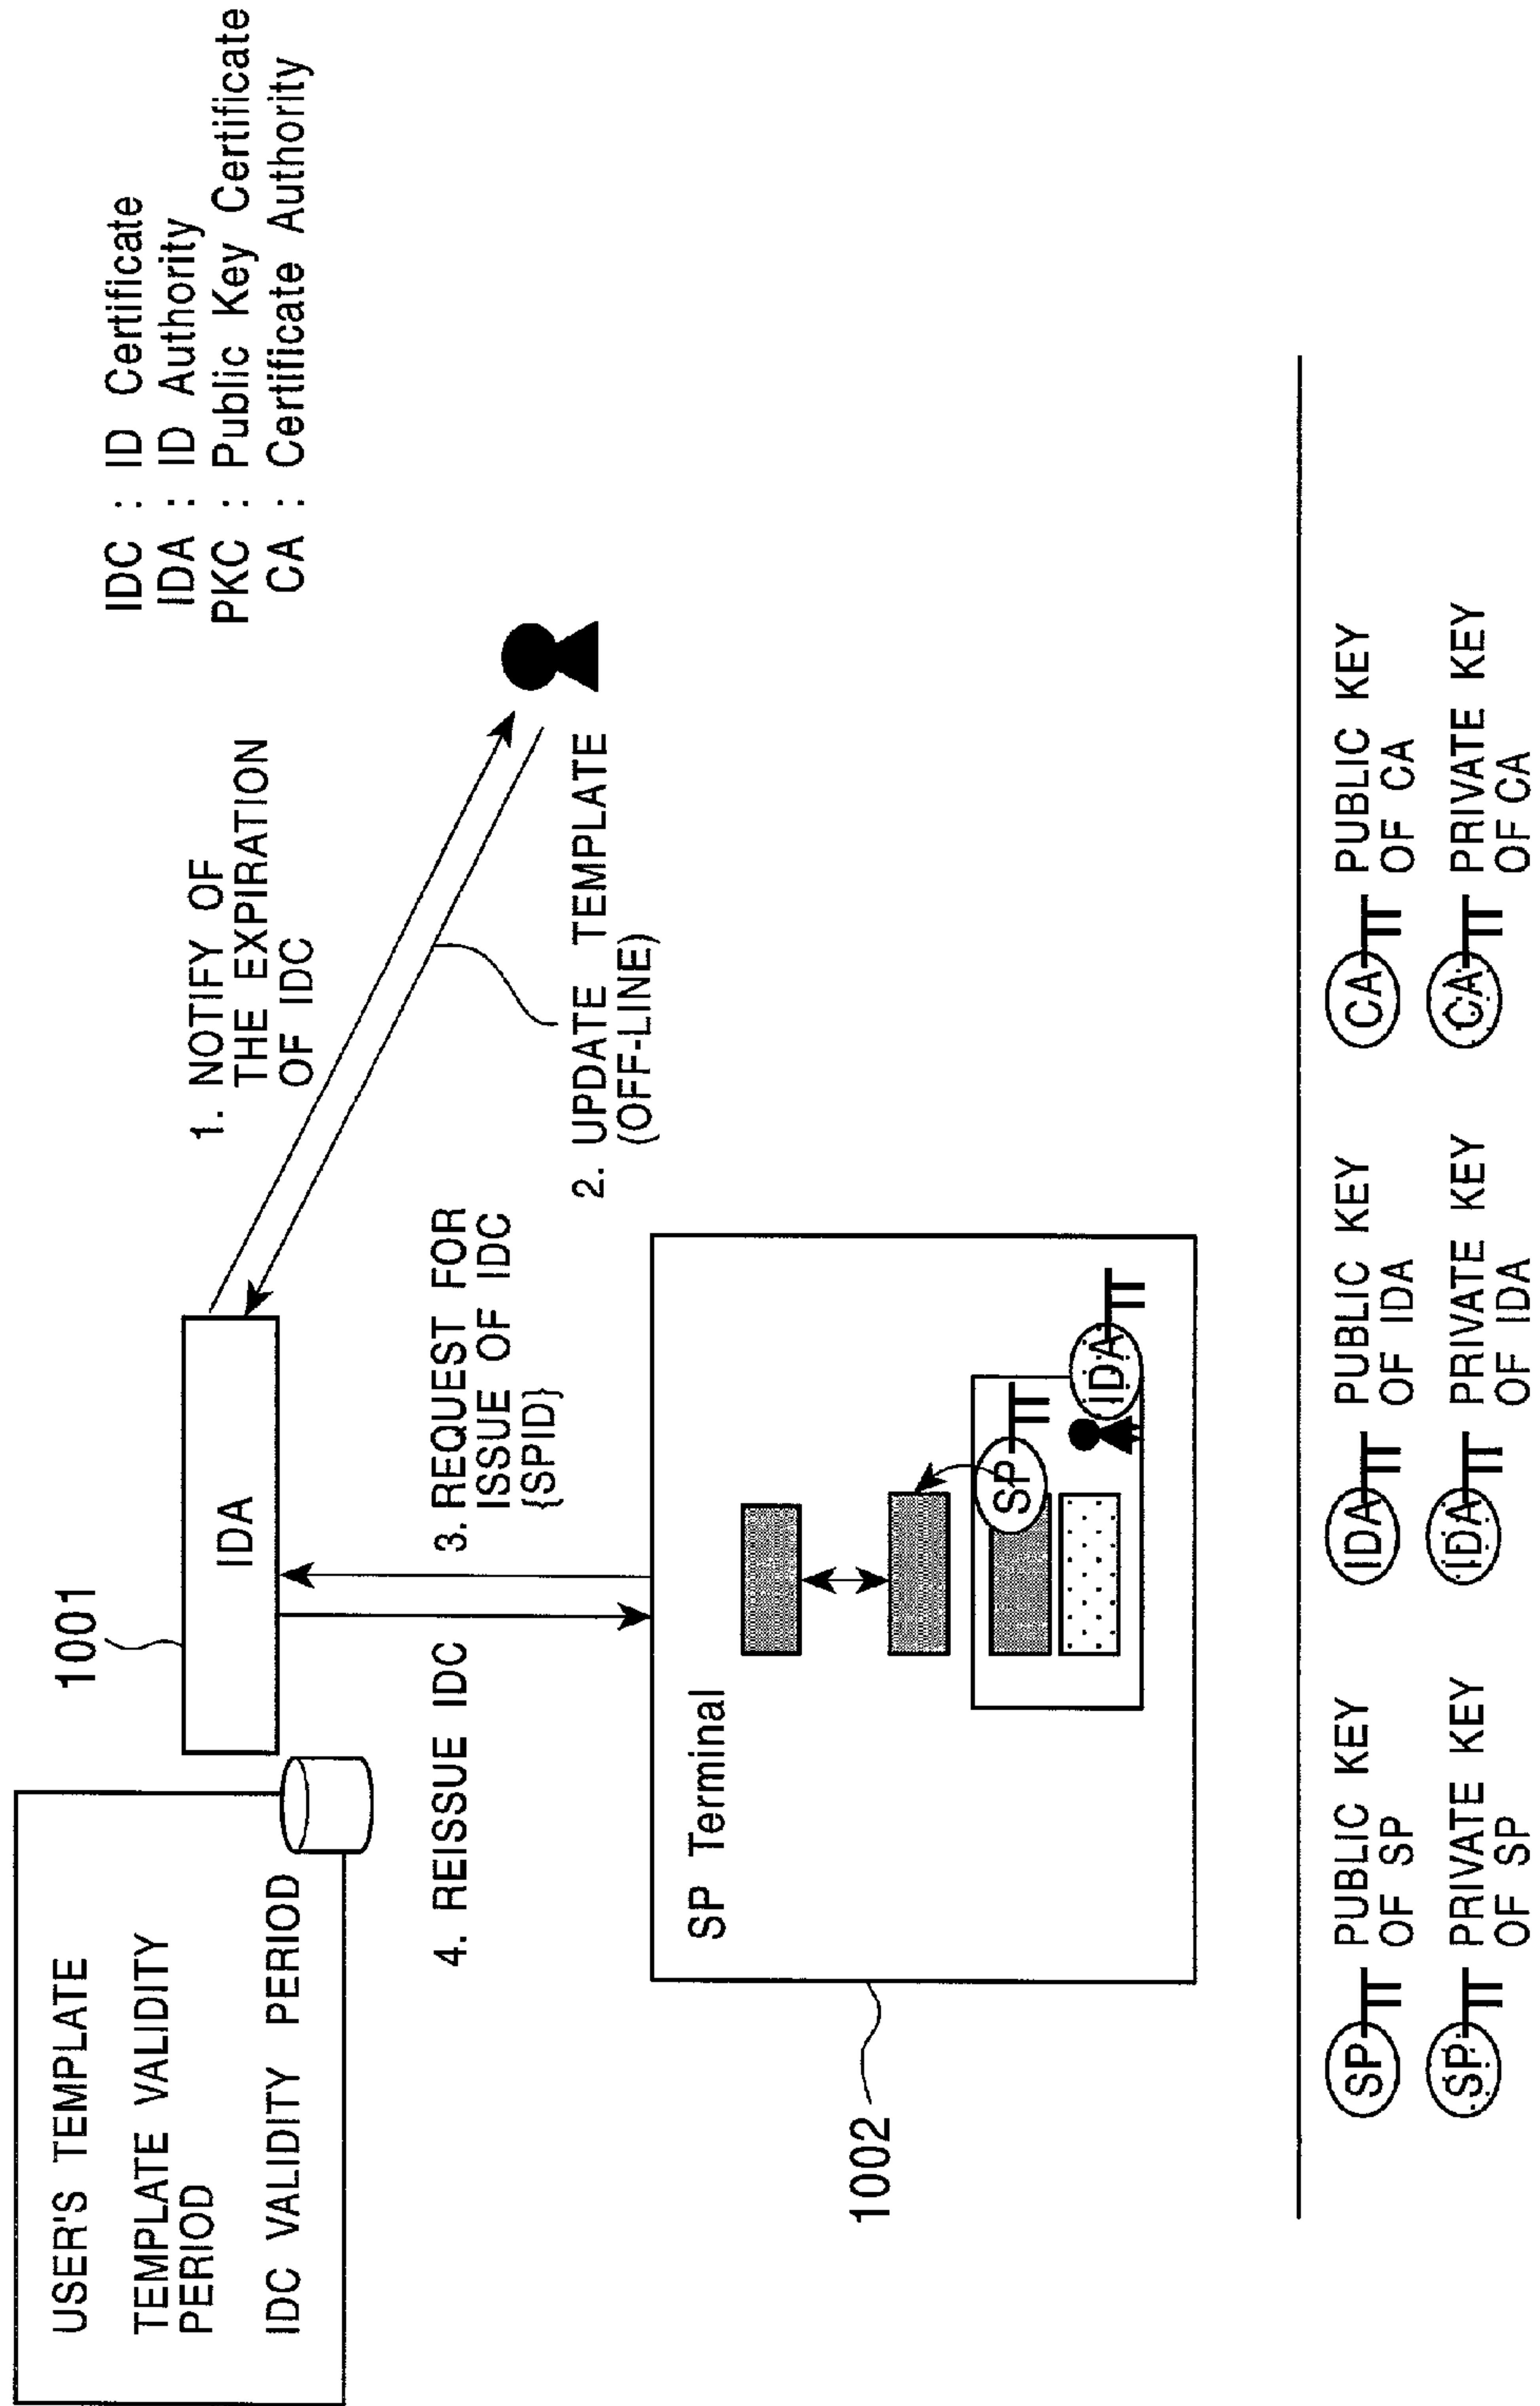 IDC : ID Certificate
IDA : ID Authority
PKC : Public Key Certificate
CA : Certificate Authority
USER'S TEMPLATE
TEMPLATE VALIDITY
PERIOD
IDC VALIDITY PERIOD
1001
IDA
1. NOTIFY OF
THE EXPIRATION
OF IDC
2. UPDATE TEMPLATE
(OFF-LINE)
3. REQUEST FOR
ISSUE OF IDC
{SPID}
4. REISSUE IDC
1002
SP Terminal
SP
IDA
SP
PUBLIC KEY
OF SP
IDA
PUBLIC KEY
OF IDA
CA
PUBLIC KEY
OF CA
SP
PRIVATE KEY
OF SP
IDA
PRIVATE KEY
OF IDA
CA
PRIVATE KEY
OF CA